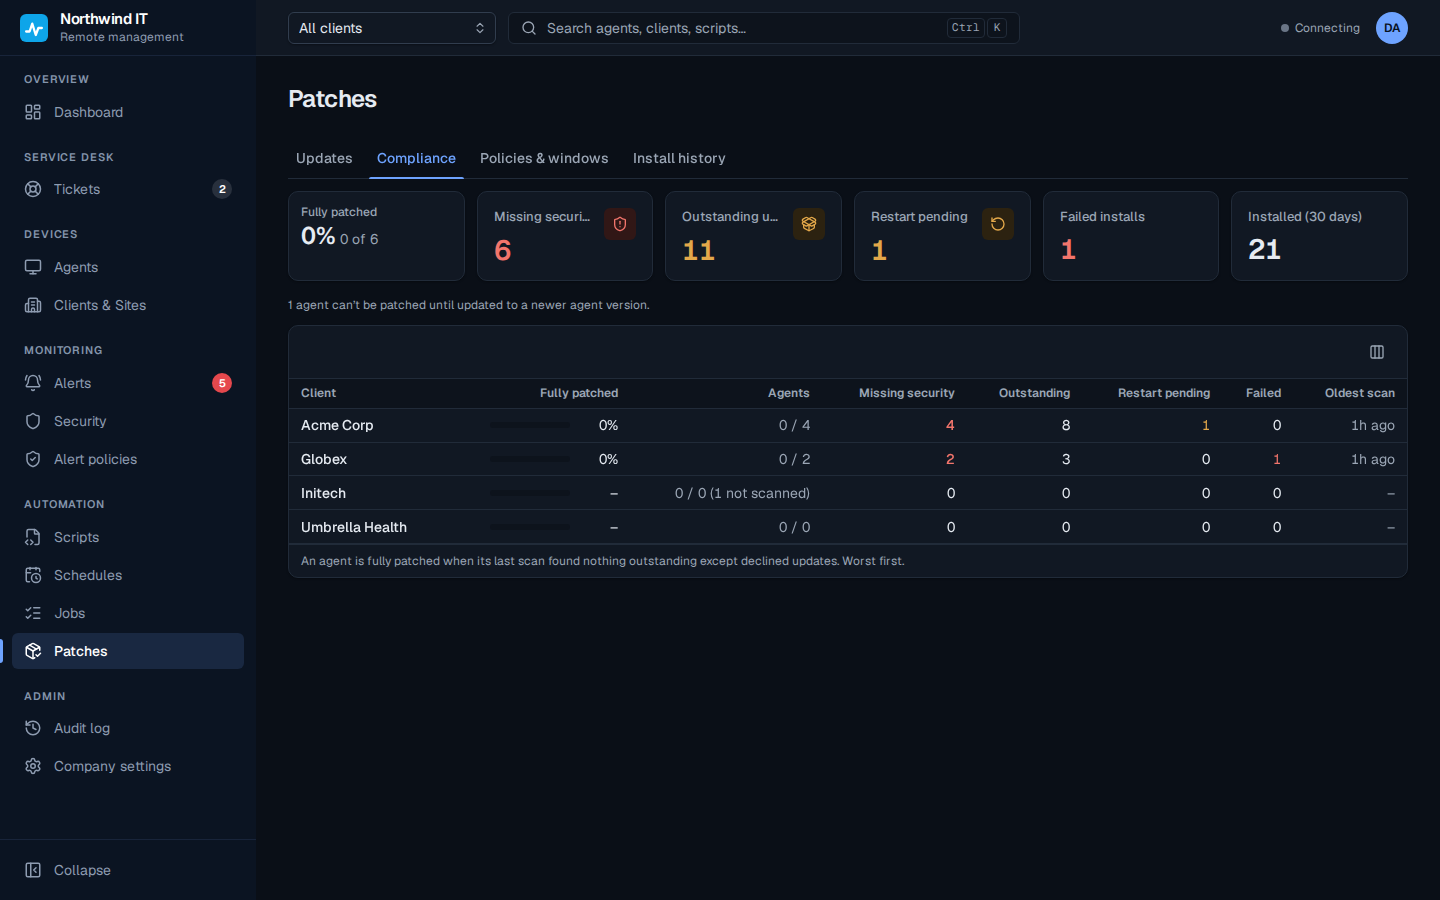 Northwind IT
Remote management
All clients
Search agents, clients, scripts...
Ctrl K
Connecting
DA
OVERVIEW
Dashboard
SERVICE DESK
Tickets 2
DEVICES
Agents
Clients & Sites
MONITORING
Alerts 5
Security
Alert policies
AUTOMATION
Scripts
Schedules
Jobs
Patches
ADMIN
Audit log
Company settings
Collapse
Patches
Updates Compliance Policies & windows Install history
Fully patched
0% 0 of 6
Missing securi...
6
Outstanding u...
11
Restart pending
1
Failed installs
1
Installed (30 days)
21
1 agent can't be patched until updated to a newer agent version.
Client Fully patched Agents Missing security Outstanding Restart pending Failed Oldest scan
Acme Corp 0% 0 / 4 4 8 1 0 1h ago
Globex 0% 0 / 2 2 3 0 1 1h ago
Initech – 0 / 0 (1 not scanned) 0 0 0 0 –
Umbrella Health – 0 / 0 0 0 0 0 –
An agent is fully patched when its last scan found nothing outstanding except declined updates. Worst first.